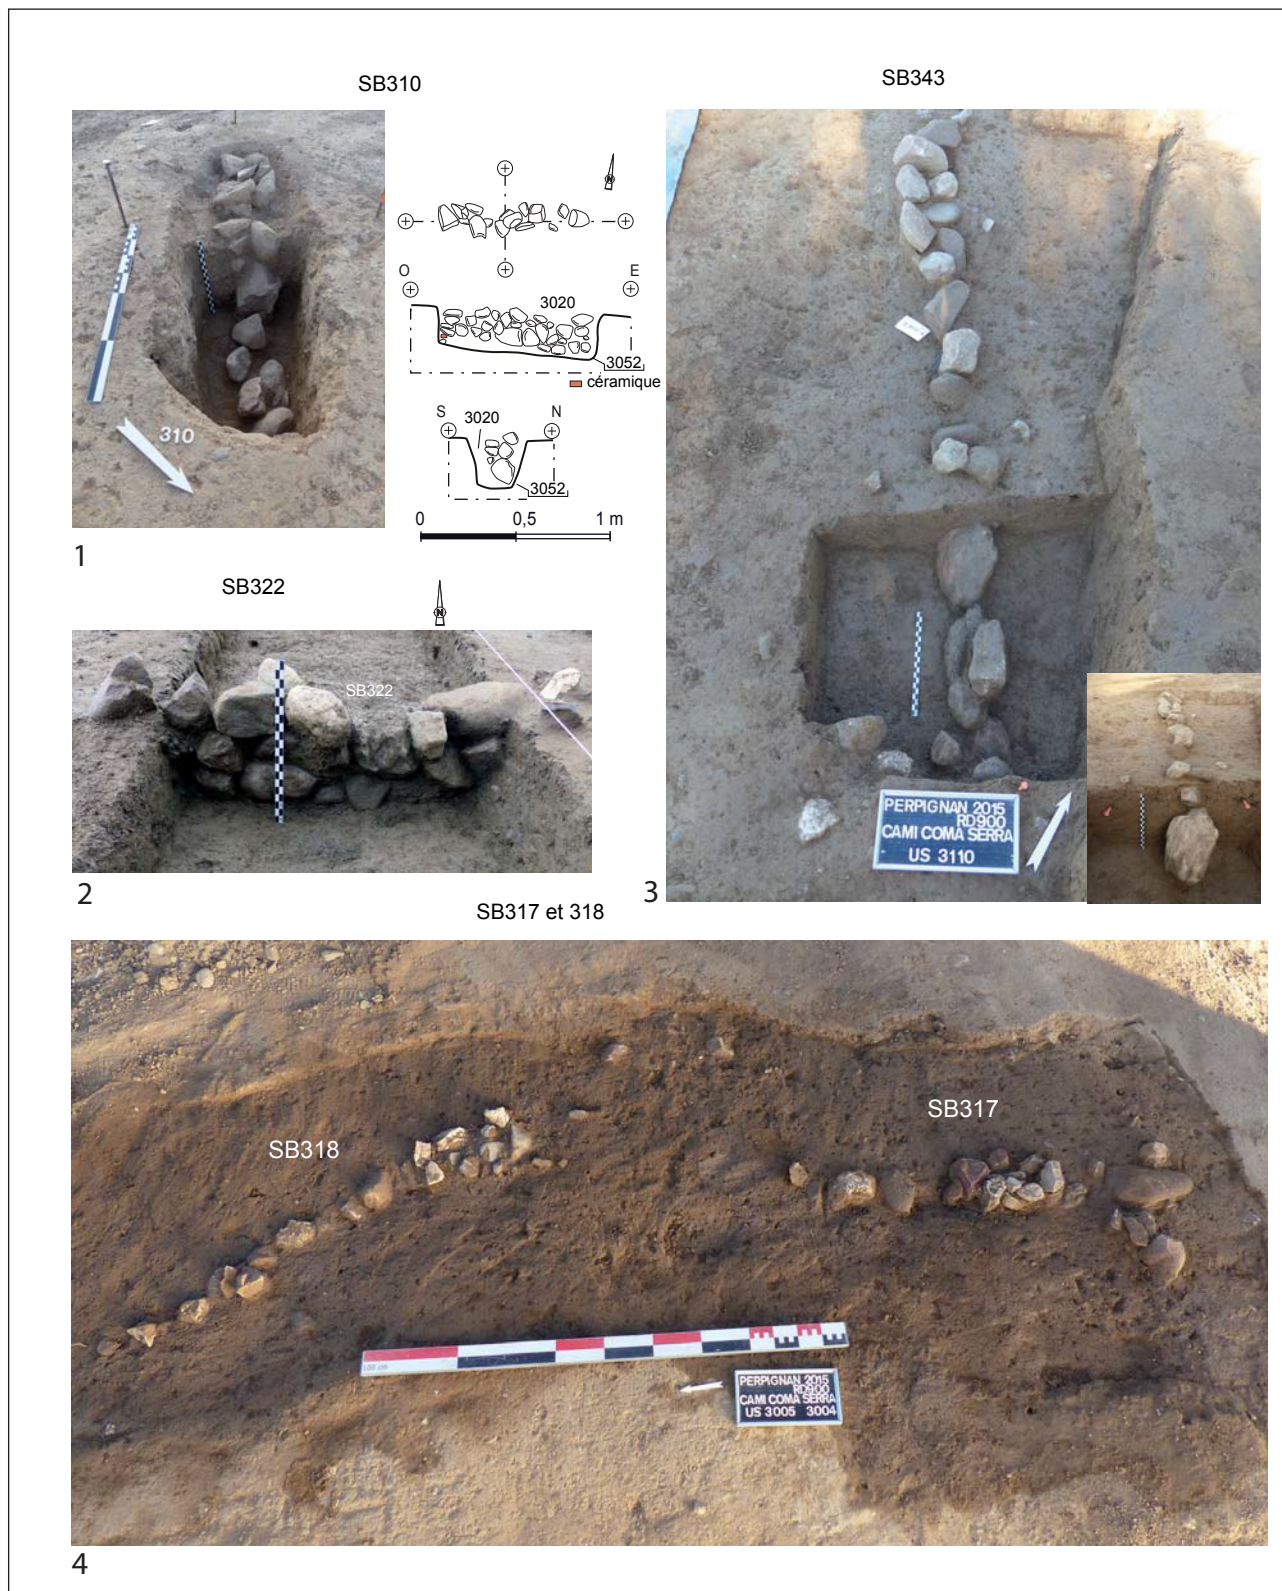 SB310
310
1
N
O
E
3020
3052
céramique
S
N
3020
3052
0
0,5
1 m
SB322
N
SB322
2
SB343
PERPIGNAN 2015
RD900
CAMI COMA SERRA
US 3110
3
SB317 et 318
SB318
SB317
100 cm
PERPIGNAN 2015
RD900
CAMI COMA SERRA
US 3005 3004
4